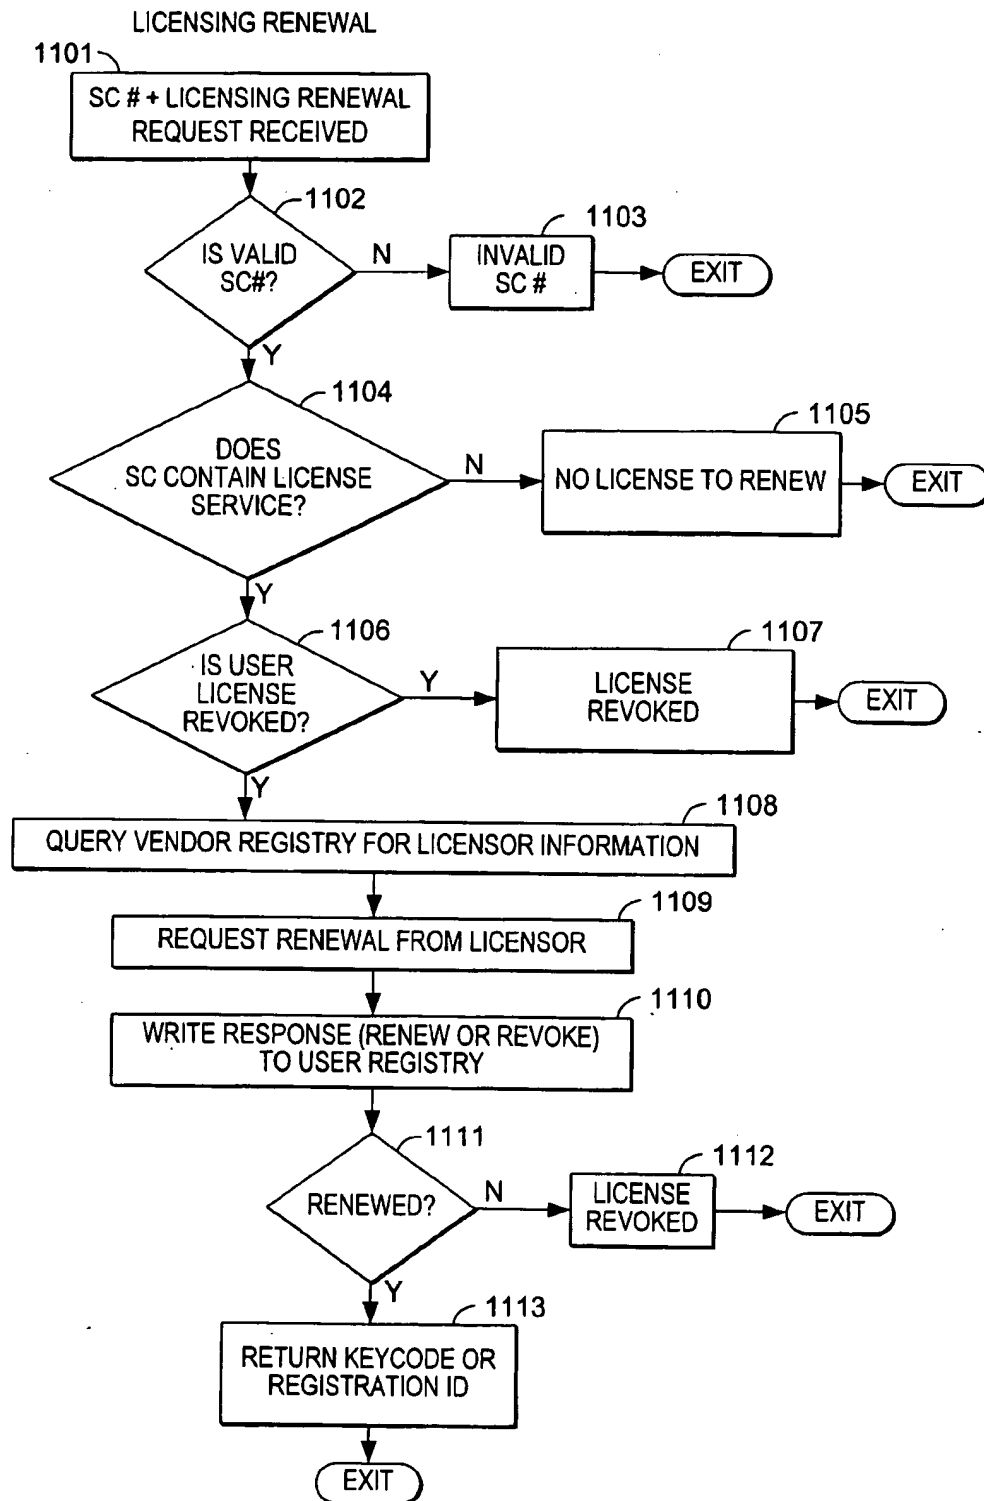 LICENSING RENEWAL
1101
SC # + LICENSING RENEWAL
REQUEST RECEIVED
1102
IS VALID
SC#?
N
1103
INVALID
SC #
EXIT
Y
1104
DOES
SC CONTAIN LICENSE
SERVICE?
N
1105
NO LICENSE TO RENEW
EXIT
Y
1106
IS USER
LICENSE
REVOKED?
Y
1107
LICENSE
REVOKED
EXIT
Y
1108
QUERY VENDOR REGISTRY FOR LICENSOR INFORMATION
1109
REQUEST RENEWAL FROM LICENSOR
1110
WRITE RESPONSE (RENEW OR REVOKE)
TO USER REGISTRY
1111
RENEWED?
N
1112
LICENSE
REVOKED
EXIT
Y
1113
RETURN KEYCODE OR
REGISTRATION ID
EXIT